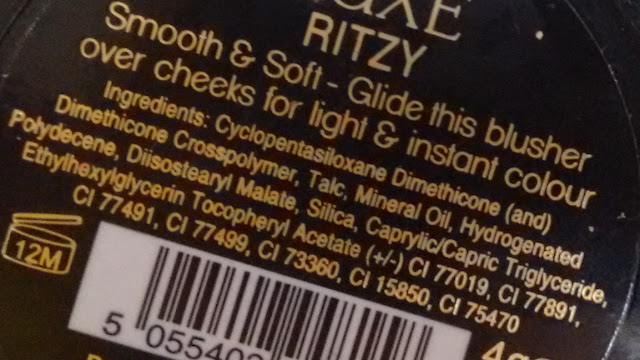 RITZY
Smooth & Soft - Glide this blusher
over cheeks for light & instant colour
Ingredients: Cyclopentasiloxane Dimethicone (and)
Dimethicone Crosspolymer, Talc, Mineral Oil, Hydrogenated
Polydecene, Diisostearyl Malate, Silica, Caprylic/Capric Triglyceride,
Ethylhexylglycerin Tocopheryl Acetate (+/-) CI 77019, CI 77891,
CI 77491, CI 77499, CI 73360, CI 15850, CI 75470
12M
5 055402